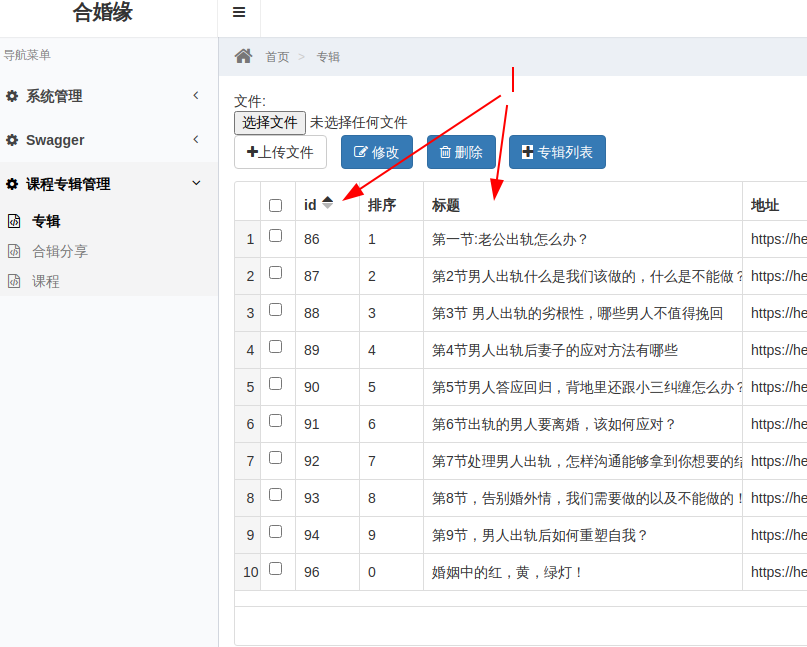 合婚缘
导航菜单
首页 > 专辑
系统管理
Swagger
课程专辑管理
专辑
合辑分享
课程
文件:
选择文件 未选择任何文件
上传文件 修改 删除 专辑列表
id 排序 标题 地址
1 86 1 第一节:老公出轨怎么办？ https://he
2 87 2 第2节男人出轨什么是我们该做的，什么是不能做？ https://he
3 88 3 第3节 男人出轨的劣根性，哪些男人不值得挽回 https://he
4 89 4 第4节男人出轨后妻子的应对方法有哪些 https://he
5 90 5 第5节男人答应回归，背地里还跟小三纠缠怎么办？ https://he
6 91 6 第6节出轨的男人要离婚，该如何应对？ https://he
7 92 7 第7节处理男人出轨，怎样沟通能够拿到你想要的结 https://he
8 93 8 第8节，告别婚外情，我们需要做的以及不能做的！ https://he
9 94 9 第9节，男人出轨后如何重塑自我？ https://he
10 96 0 婚姻中的红，黄，绿灯！ https://he